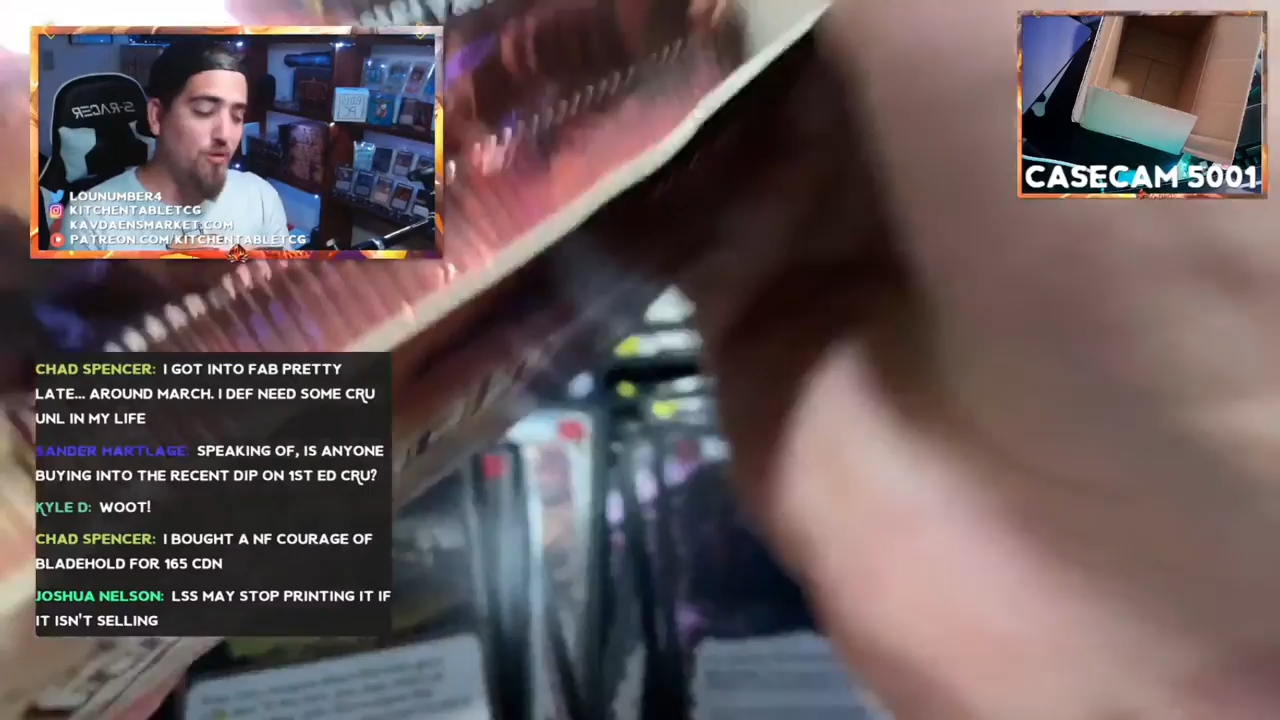 S-RACER
LOUNUMBER4
KITCHENTABLETCG
KAVDAENSMARKET.COM
PATREON.COM/KITCHENTABLETCG
CASECAM 5001
CHAD SPENCER: I GOT INTO FAB PRETTY
LATE... AROUND MARCH. I DEF NEED SOME CRU
UNL IN MY LIFE
SANDER MARTLAGE: SPEAKING OF, IS ANYONE
BUYING INTO THE RECENT DIP ON 1ST ED CRU?
KYLE D: WOOT!
CHAD SPENCER: I BOUGHT A NF COURAGE OF
BLADEHOLD FOR 165 CDN
JOSHUA NELSON: LSS MAY STOP PRINTING IT IF
IT ISN'T SELLING